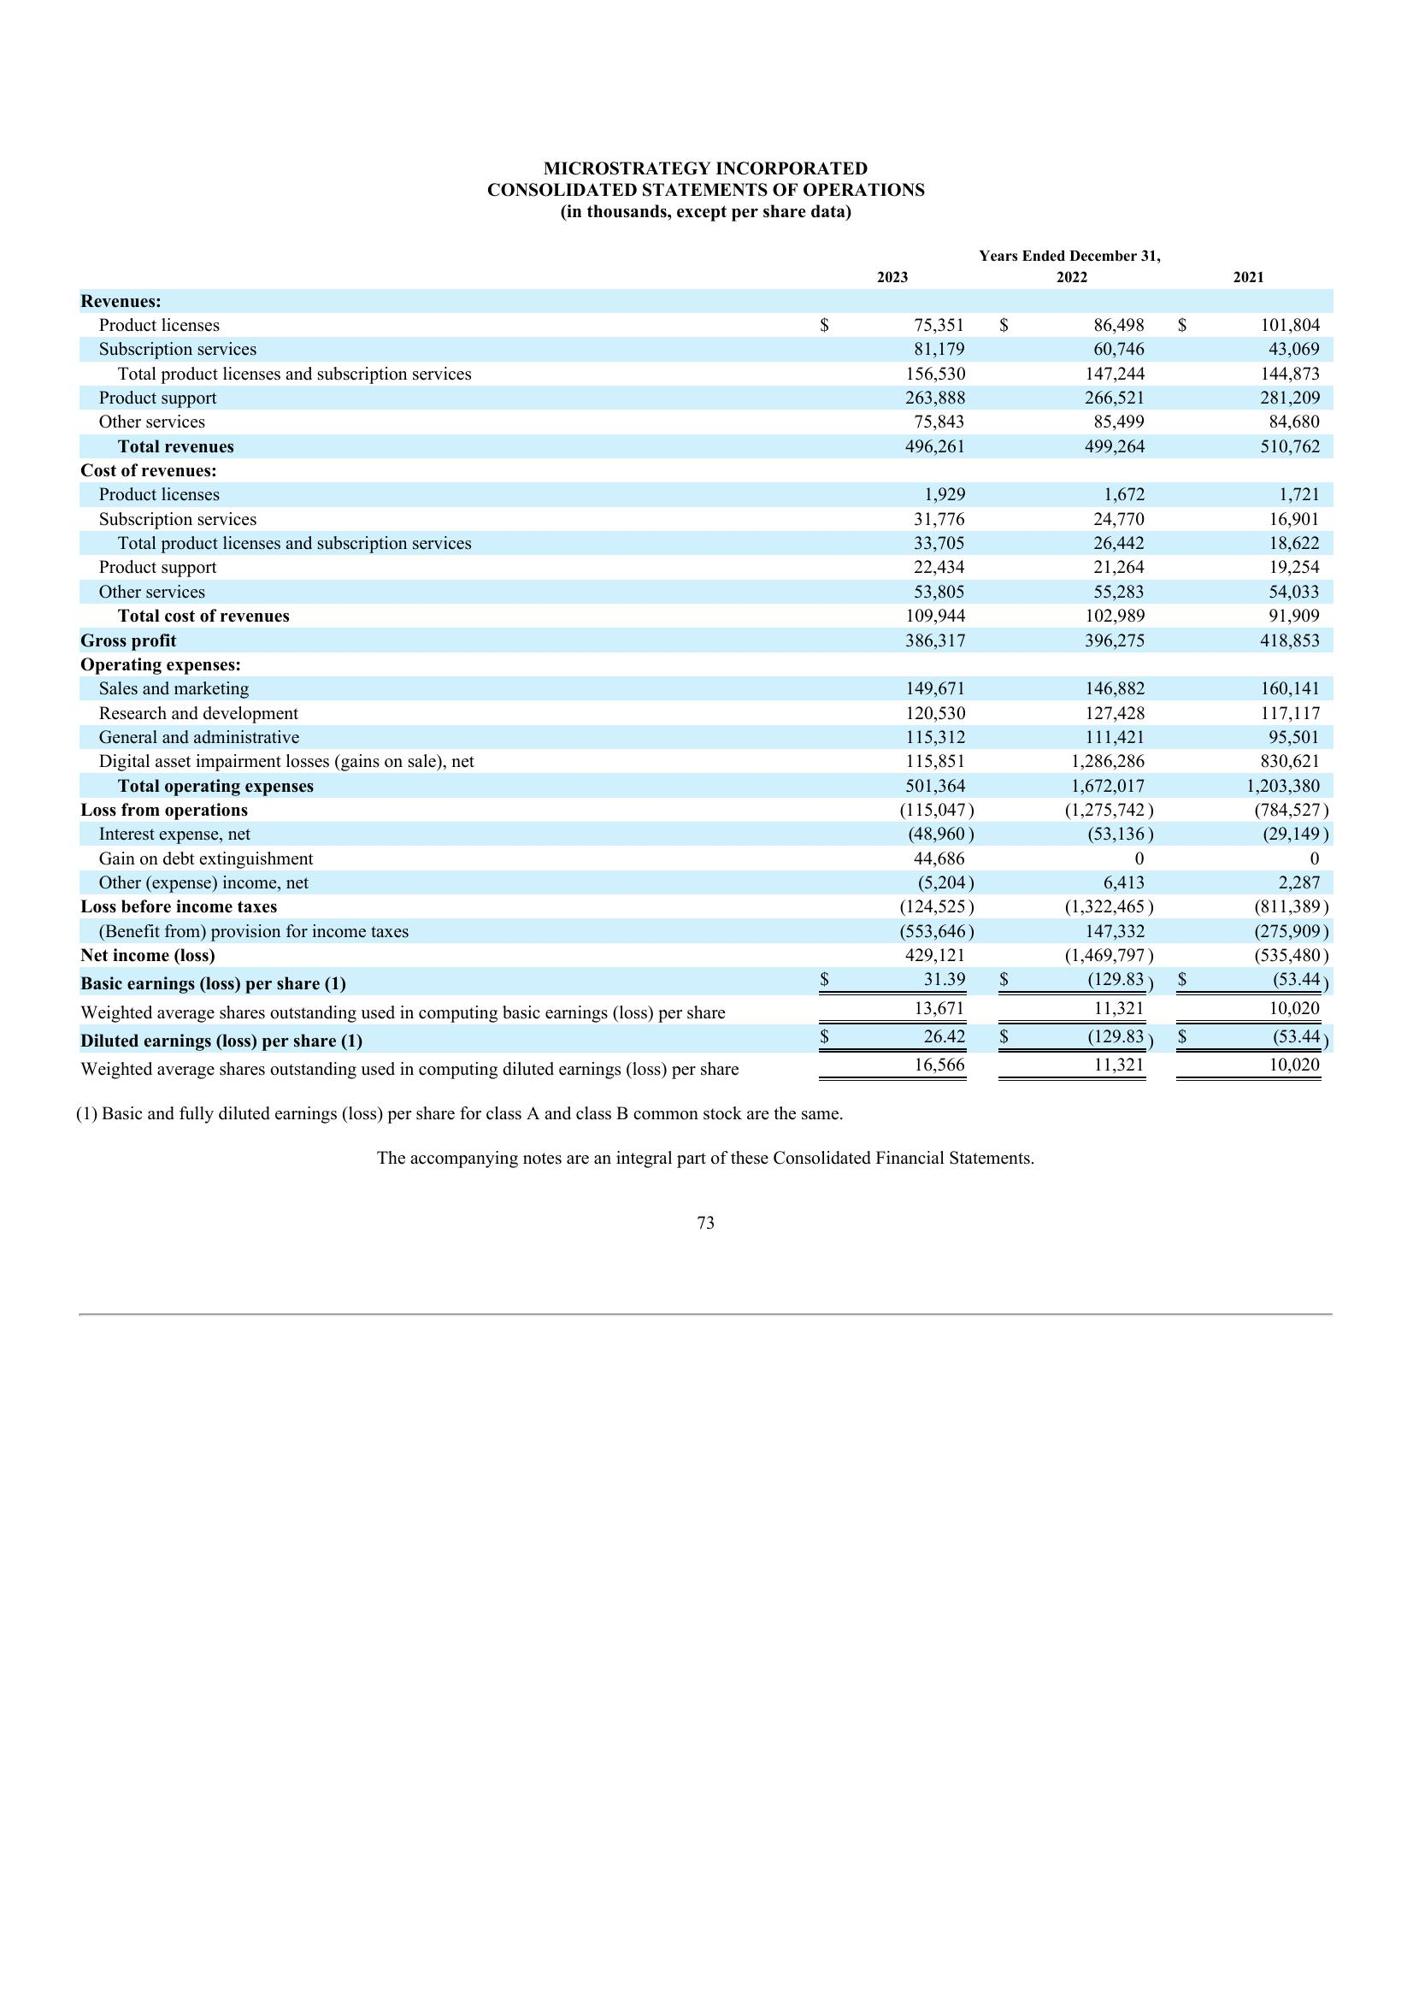 MICROSTRATEGY INCORPORATED
CONSOLIDATED STATEMENTS OF OPERATIONS
(in thousands, except per share data)
Years Ended December 31,
2023 2022 2021
Revenues:
Product licenses $ 75,351 $ 86,498 $ 101,804
Subscription services 81,179 60,746 43,069
Total product licenses and subscription services 156,530 147,244 144,873
Product support 263,888 266,521 281,209
Other services 75,843 85,499 84,680
Total revenues 496,261 499,264 510,762
Cost of revenues:
Product licenses 1,929 1,672 1,721
Subscription services 31,776 24,770 16,901
Total product licenses and subscription services 33,705 26,442 18,622
Product support 22,434 21,264 19,254
Other services 53,805 55,283 54,033
Total cost of revenues 109,944 102,989 91,909
Gross profit 386,317 396,275 418,853
Operating expenses:
Sales and marketing 149,671 146,882 160,141
Research and development 120,530 127,428 117,117
General and administrative 115,312 111,421 95,501
Digital asset impairment losses (gains on sale), net 115,851 1,286,286 830,621
Total operating expenses 501,364 1,672,017 1,203,380
Loss from operations (115,047) (1,275,742) (784,527)
Interest expense, net (48,960) (53,136) (29,149)
Gain on debt extinguishment 44,686 0 0
Other (expense) income, net (5,204) 6,413 2,287
Loss before income taxes (124,525) (1,322,465) (811,389)
(Benefit from) provision for income taxes (553,646) 147,332 (275,909)
Net income (loss) 429,121 (1,469,797) (535,480)
Basic earnings (loss) per share (1) $ 31.39 $ (129.83) $ (53.44)
Weighted average shares outstanding used in computing basic earnings (loss) per share 13,671 11,321 10,020
Diluted earnings (loss) per share (1) $ 26.42 $ (129.83) $ (53.44)
Weighted average shares outstanding used in computing diluted earnings (loss) per share 16,566 11,321 10,020
(1) Basic and fully diluted earnings (loss) per share for class A and class B common stock are the same.
The accompanying notes are an integral part of these Consolidated Financial Statements.
73